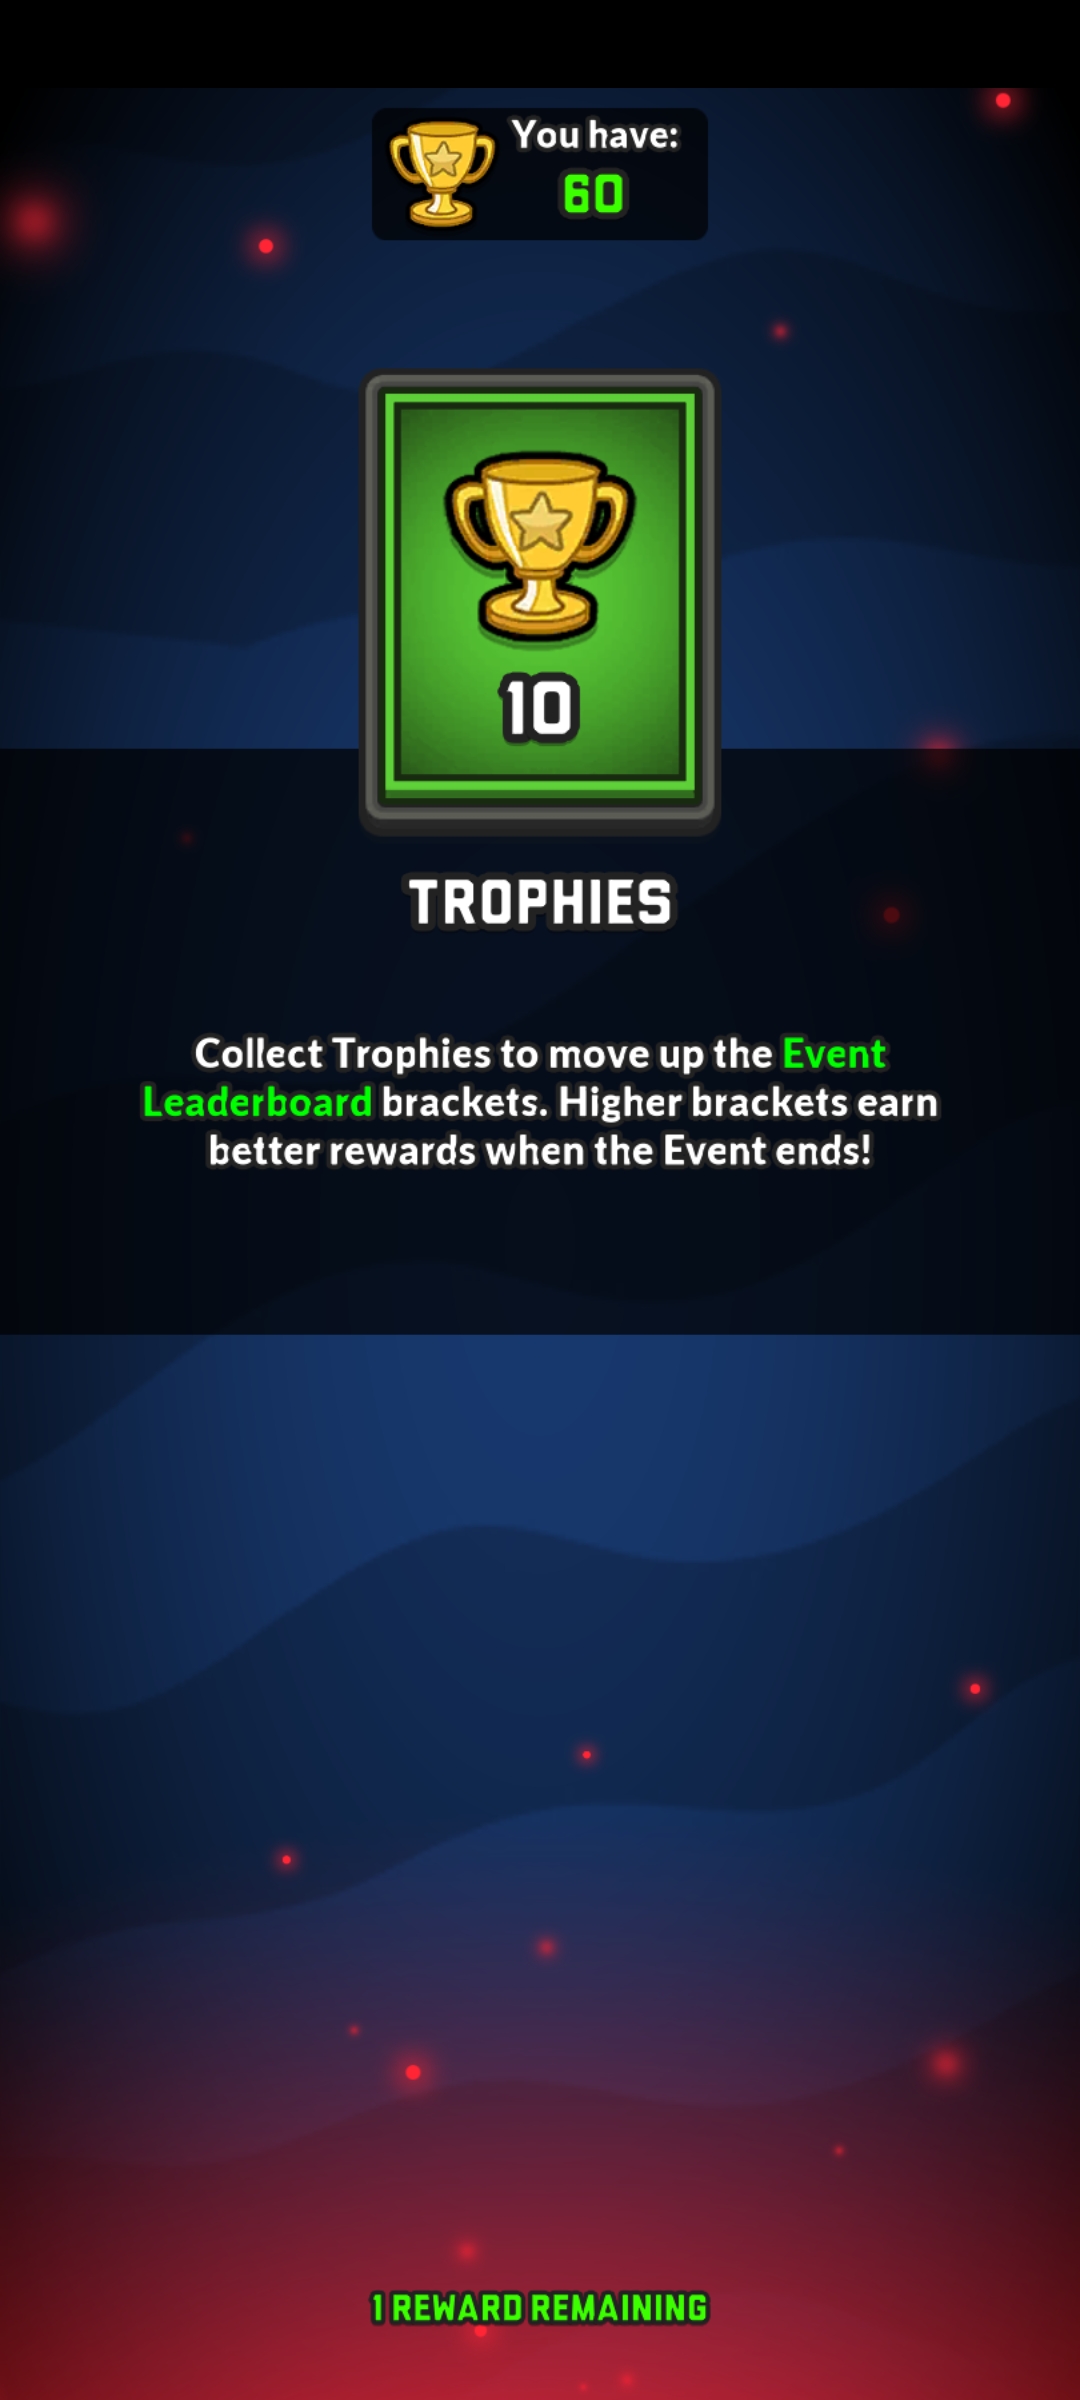 You have:
60
10
TROPHIES
Collect Trophies to move up the Event
Leaderboard brackets. Higher brackets earn
better rewards when the Event ends!
1 REWARD REMAINING